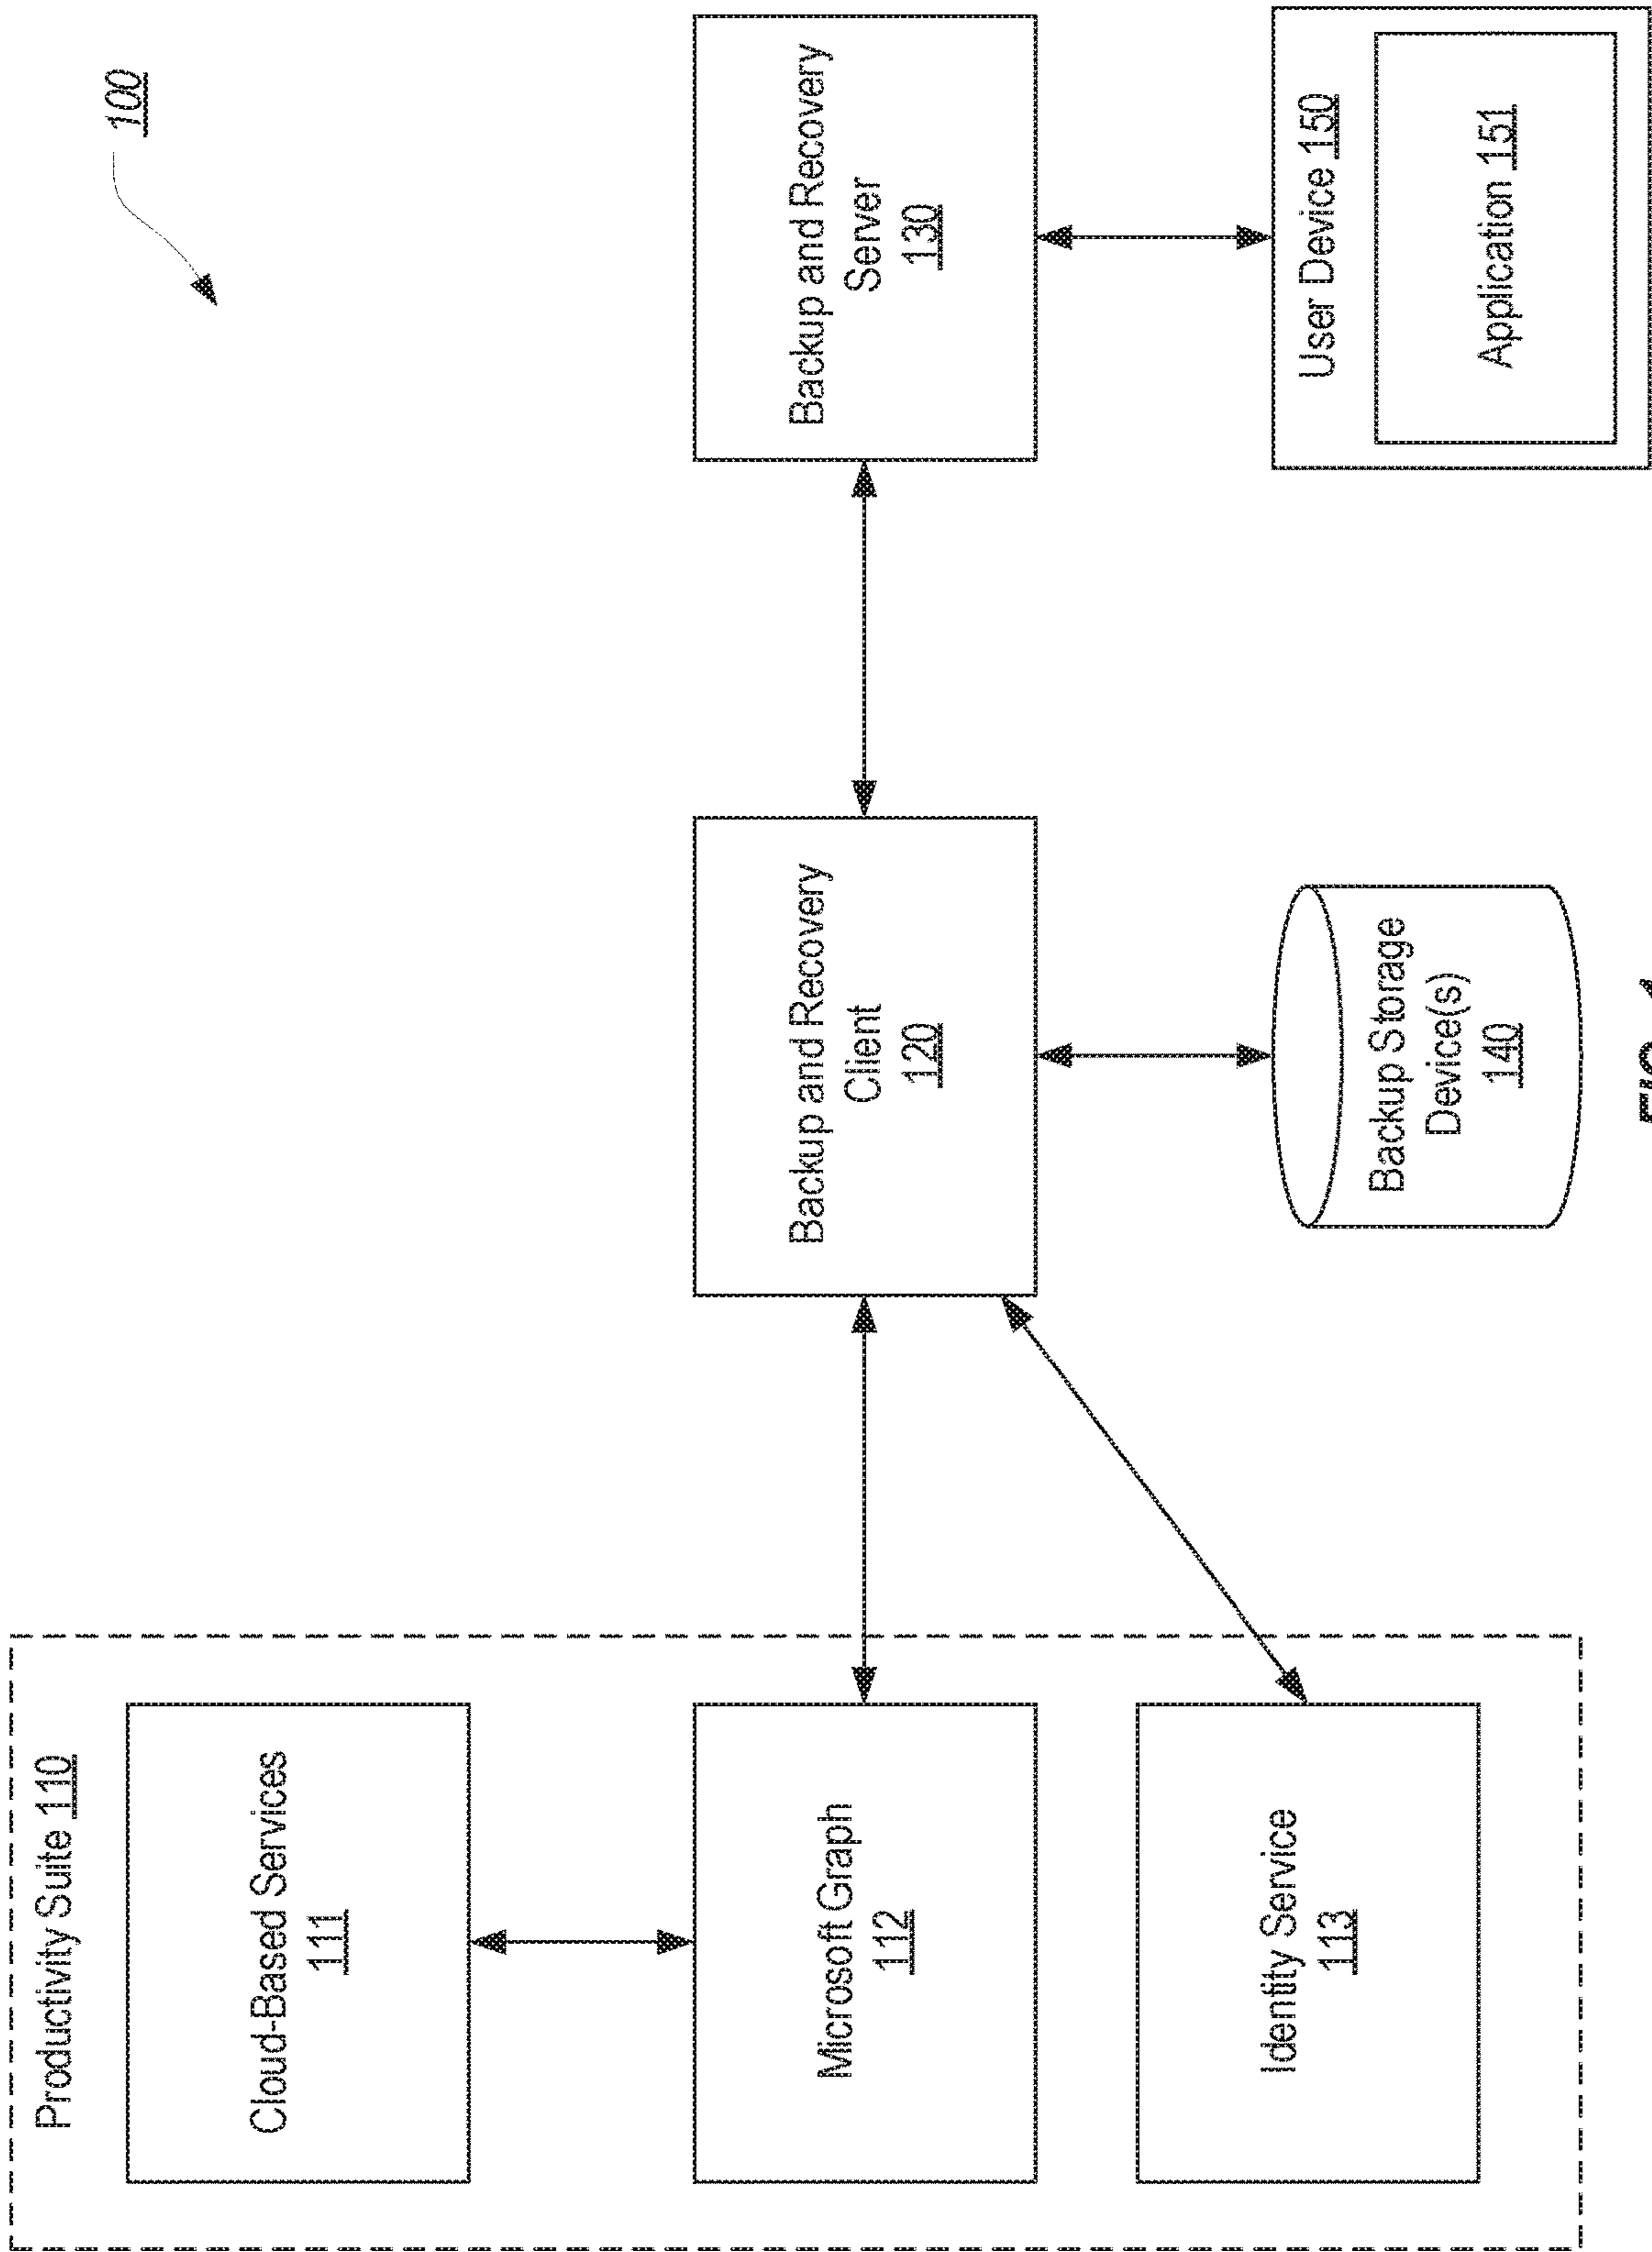 100
Productivity Suite 110
Cloud-Based Services
111
Microsoft Graph
112
Identity Service
113
Backup and Recovery
Client
120
Backup Storage
Device(s)
140
Backup and Recovery
Server
130
User Device 150
Application 151